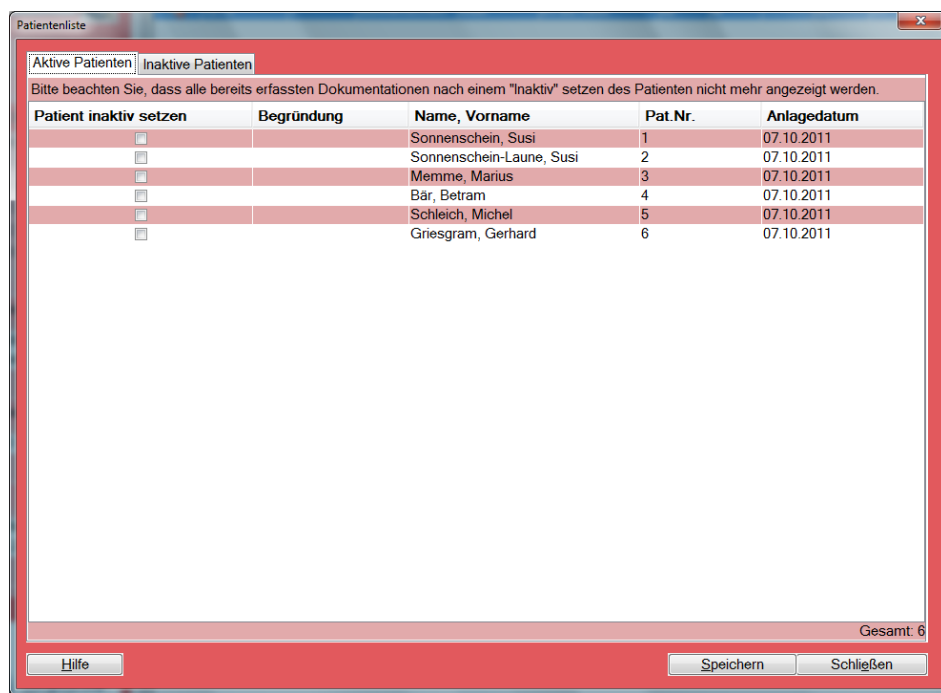 Patientenliste
Aktive Patienten Inaktive Patienten
Bitte beachten Sie, dass alle bereits erfassten Dokumentationen nach einem "Inaktiv" setzen des Patienten nicht mehr angezeigt werden.
Patient inaktiv setzen Begründung Name, Vorname Pat.Nr. Anlagedatum
Sonnenschein, Susi 1 07.10.2011
Sonnenschein-Laune, Susi 2 07.10.2011
Memme, Marius 3 07.10.2011
Bär, Betram 4 07.10.2011
Schleich, Michel 5 07.10.2011
Griesgram, Gerhard 6 07.10.2011
Gesamt: 6
Hilfe Speichern Schließen